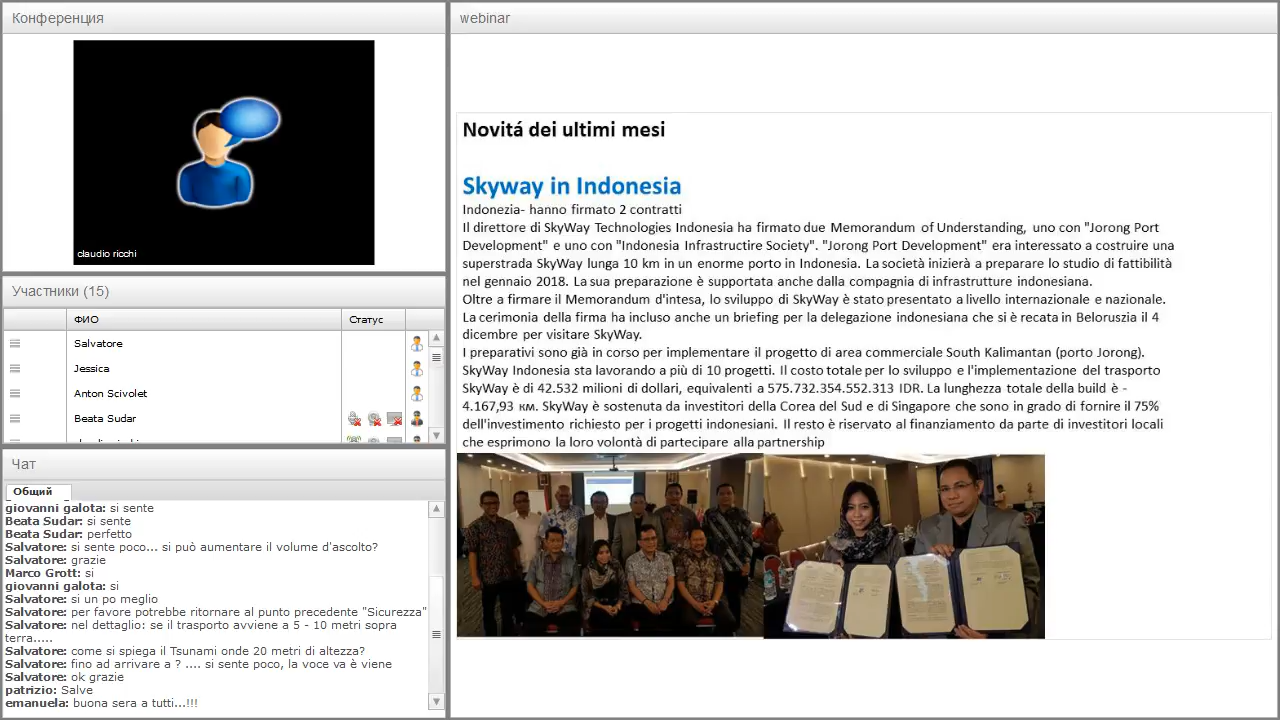 Конференция
claudio ricchi
Участники (15)
ФИО
Статус
Salvatore
Jessica
Anton Scivolet
Beata Sudar
Чат
Общий
giovanni galota: si sente
Beata Sudar: si sente
Beata Sudar: perfetto
Salvatore: si sente poco... si può aumentare il volume d'ascolto?
Salvatore: grazie
Marco Grott: si
giovanni galota: si
Salvatore: si un po meglio
Salvatore: per favore potrebbe ritornare al punto precedente "Sicurezza"
Salvatore: nel dettaglio: se il trasporto avviene a 5 - 10 metri sopra
terra.....
Salvatore: come si spiega il Tsunami onde 20 metri di altezza?
Salvatore: fino ad arrivare a ? .... si sente poco, la voce va è viene
Salvatore: ok grazie
patrizio: Salve
emanuela: buona sera a tutti...!!!
webinar
Novitá dei ultimi mesi
Skyway in Indonesia
Indonezia- hanno firmato 2 contratti
Il direttore di SkyWay Technologies Indonesia ha firmato due Memorandum of Understanding, uno con "Jorong Port
Development" e uno con "Indonesia Infrastructire Society". "Jorong Port Development" era interessato a costruire una
superstrada SkyWay lunga 10 km in un enorme porto in Indonesia. La società inizierà a preparare lo studio di fattibilità
nel gennaio 2018. La sua preparazione è supportata anche dalla compagnia di infrastrutture indonesiana.
Oltre a firmare il Memorandum d'intesa, lo sviluppo di SkyWay è stato presentato a livello internazionale e nazionale.
La cerimonia della firma ha incluso anche un briefing per la delegazione indonesiana che si è recata in Beloruszia il 4
dicembre per visitare SkyWay.
I preparativi sono già in corso per implementare il progetto di area commerciale South Kalimantan (porto Jorong).
SkyWay Indonesia sta lavorando a più di 10 progetti. Il costo totale per lo sviluppo e l'implementazione del trasporto
SkyWay è di 42.532 milioni di dollari, equivalenti a 575.732.354.552.313 IDR. La lunghezza totale della build è -
4.167,93 км. SkyWay è sostenuta da investitori della Corea del Sud e di Singapore che sono in grado di fornire il 75%
dell'investimento richiesto per i progetti indonesiani. Il resto è riservato al finanziamento da parte di investitori locali
che esprimono la loro volontà di partecipare alla partnership